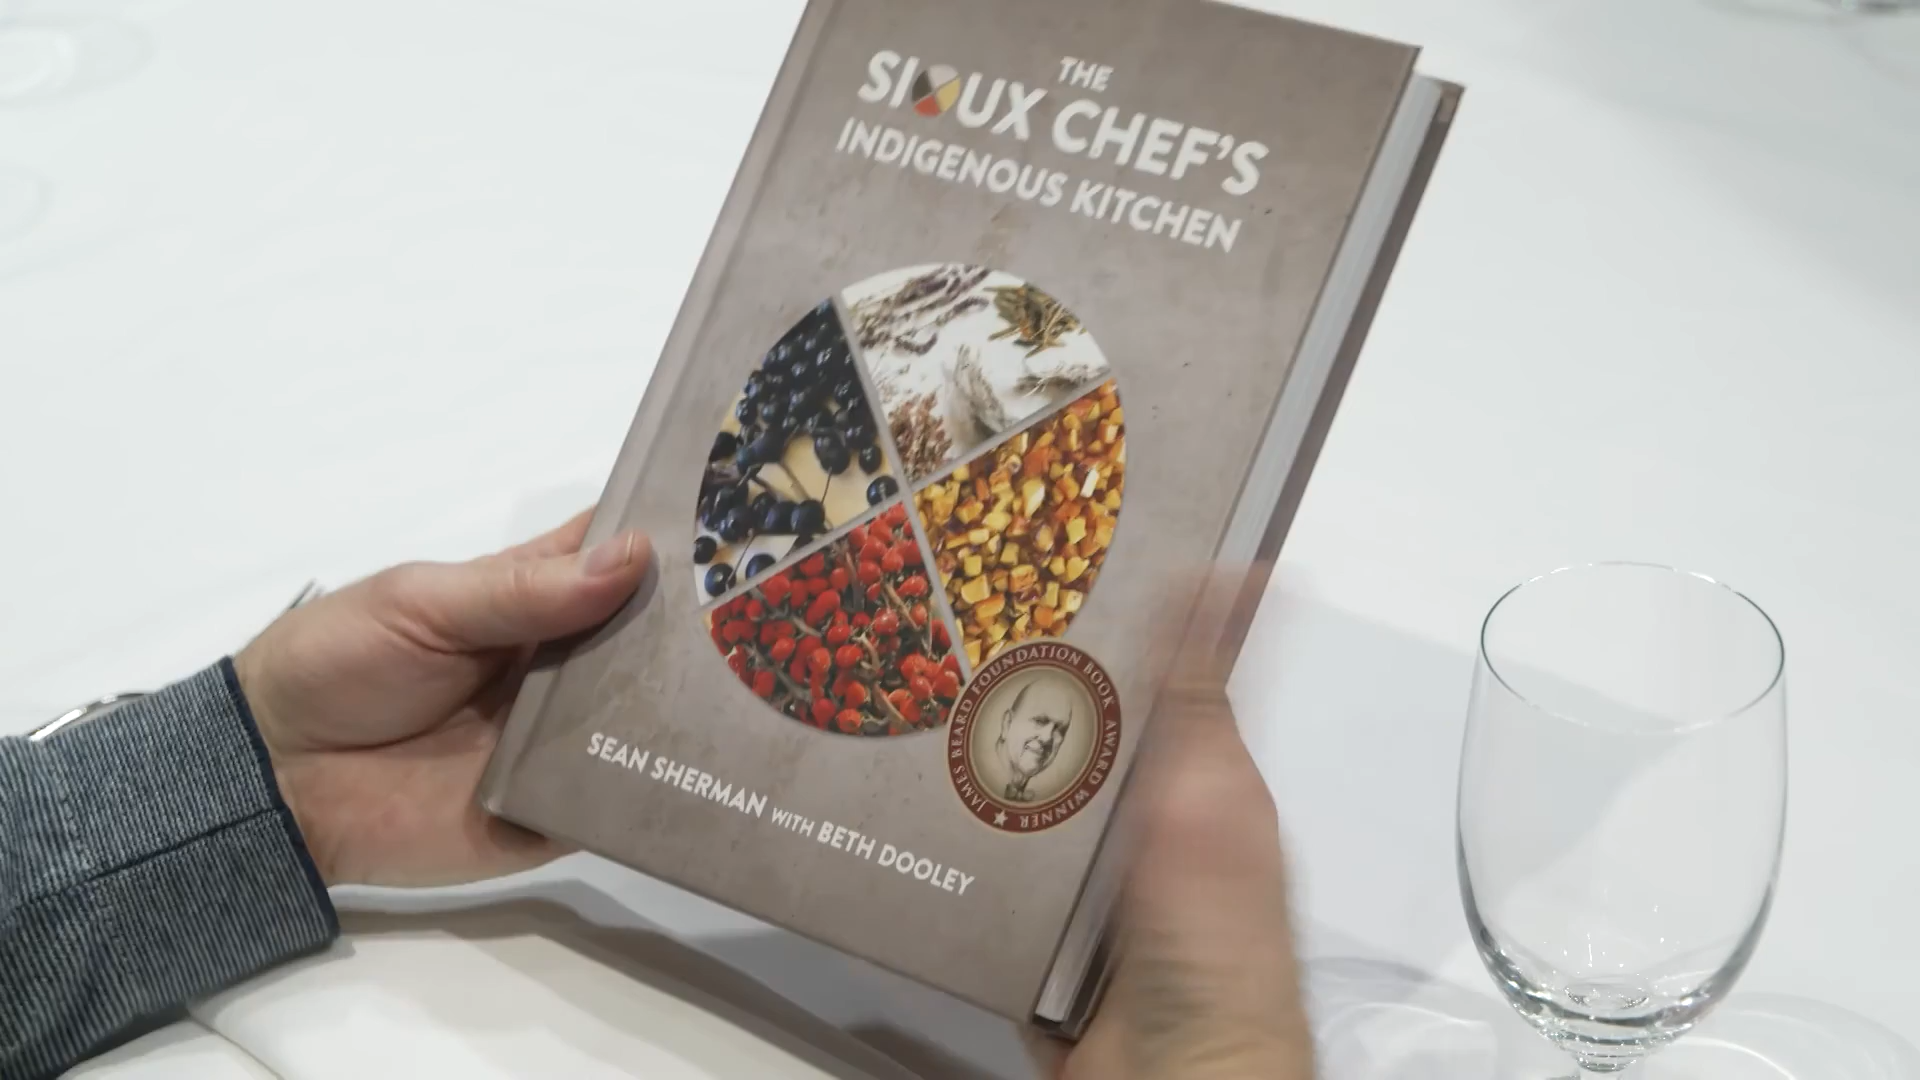 THE
SIOUX CHEF'S
INDIGENOUS KITCHEN
JAMES BEARD FOUNDATION BOOK AWARD WINNER
SEAN SHERMAN WITH BETH DOOLEY